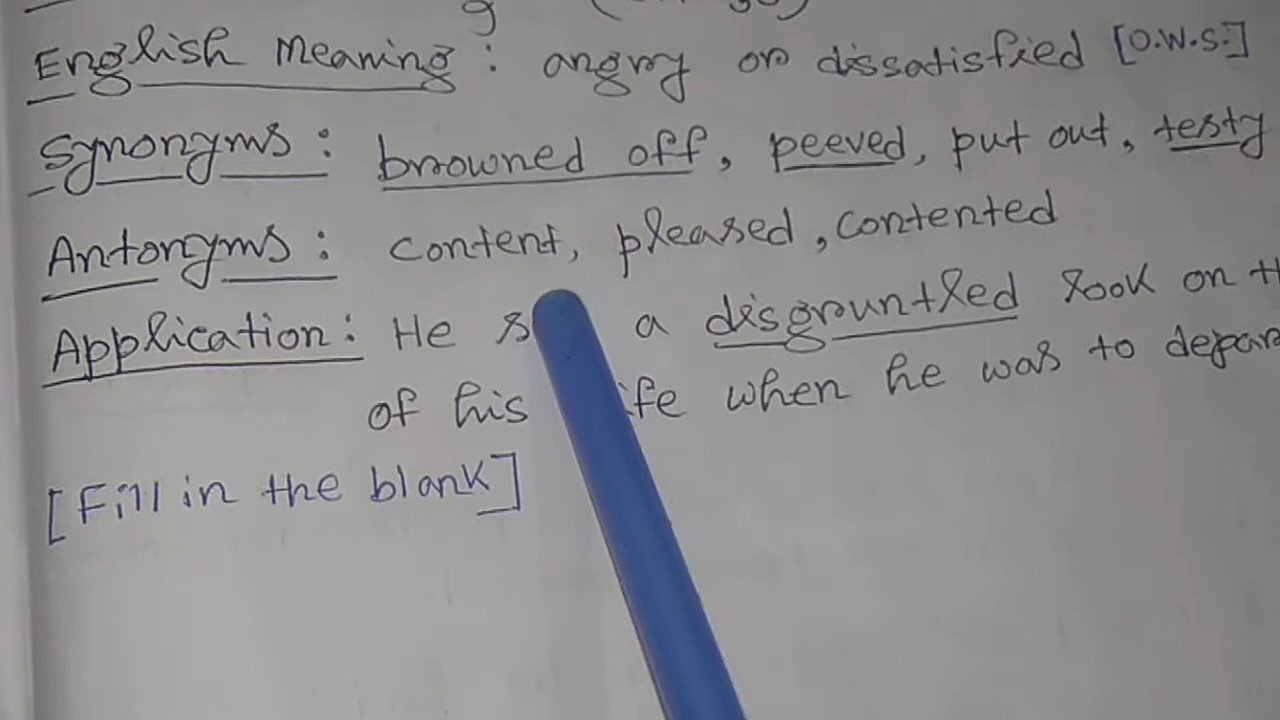 English Meaning : angry or dissatisfied [O.W.S.]
Synonyms : browned off, peeved, put out, testy
Antonyms : content, pleased, contented
Application : He a disgruntled look on
of his when he was to
[Fill in the blank]